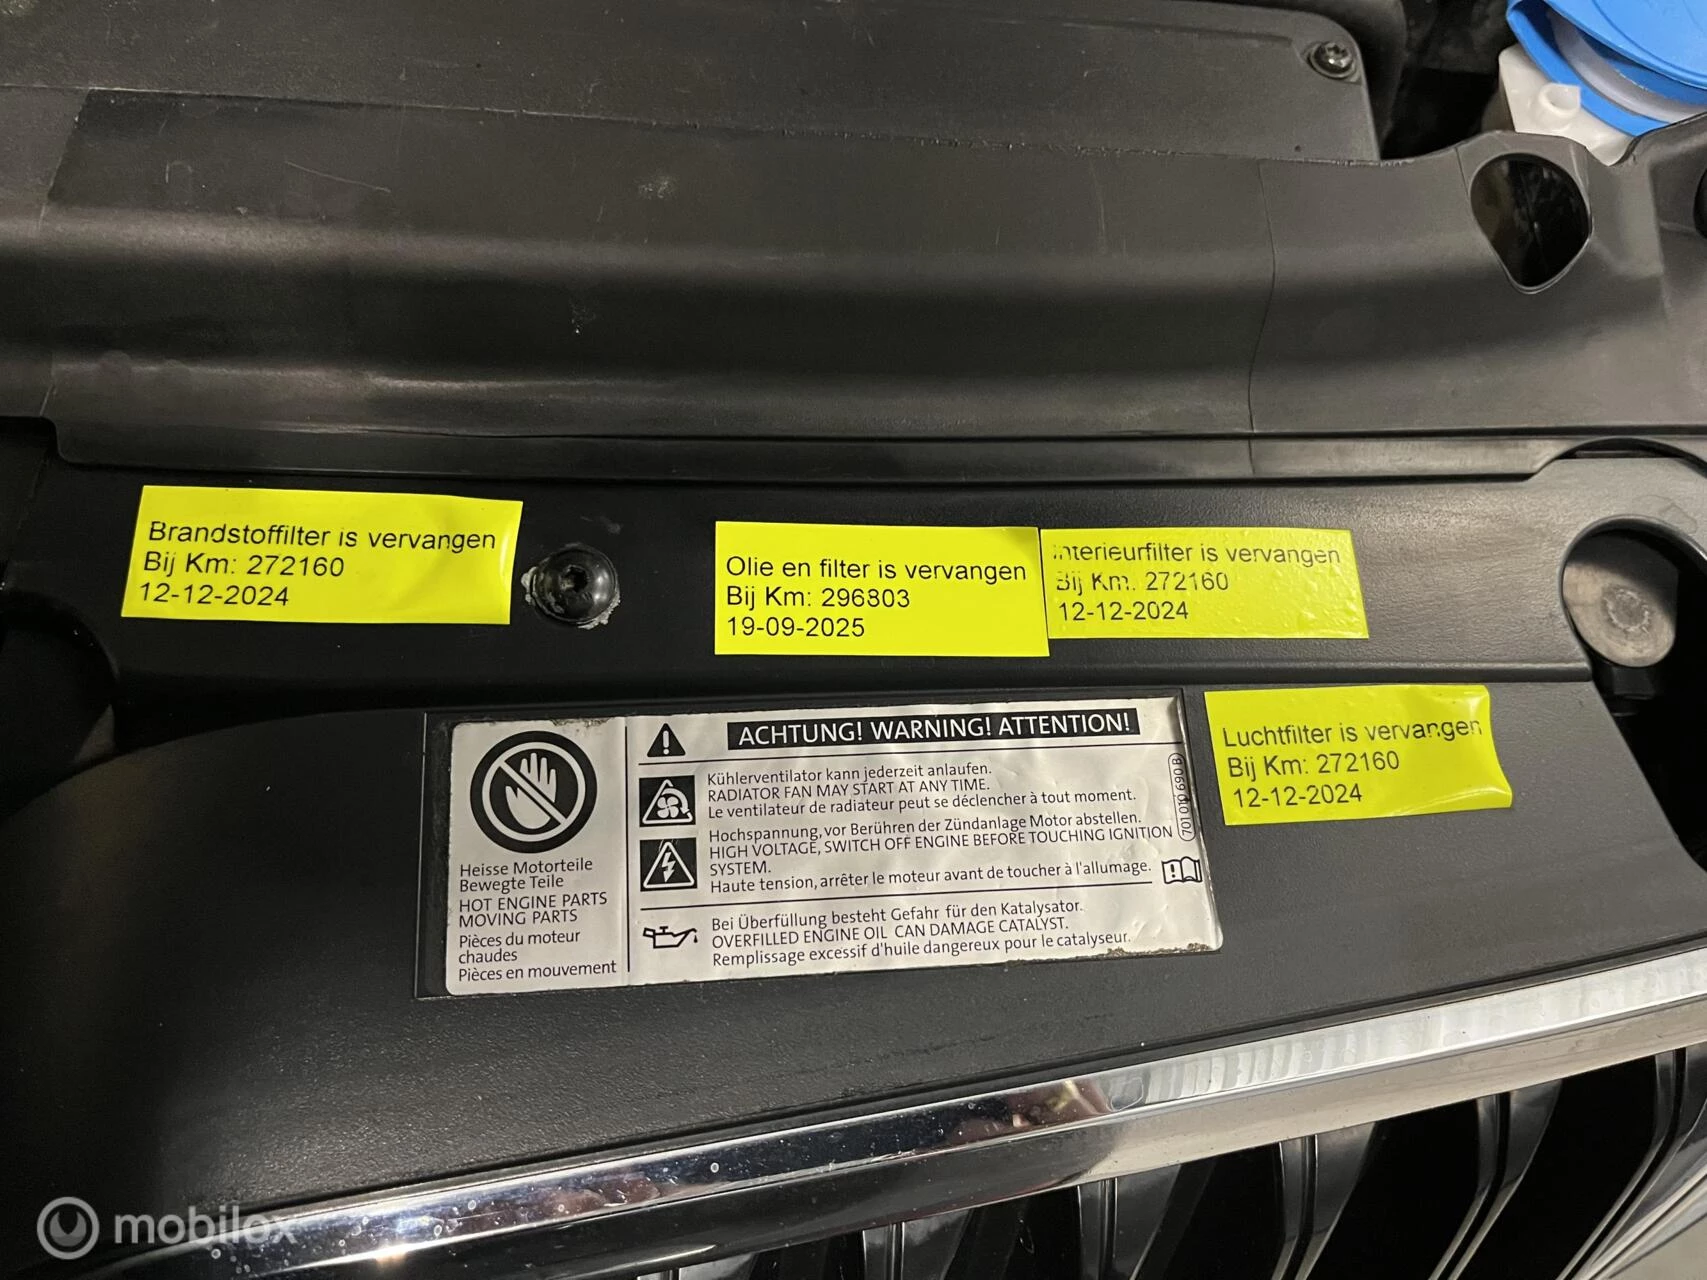 Brandstoffilter is vervangen
Bij Km: 272160
12-12-2024
Olie en filter is vervangen
Bij Km: 296803
19-09-2025
Interieurfilter is vervangen
Bij Km. 272160
12-12-2024
Luchtfilter is vervangen
Bij Km: 272160
12-12-2024
ACHTUNG! WARNING! ATTENTION!
Kühlerventilator kann jederzeit anlaufen.
RADIATOR FAN MAY START AT ANY TIME.
Le ventilateur de radiateur peut se déclencher à tout moment.
Hochspannung, vor Berühren der Zündanlage Motor abstellen.
HIGH VOLTAGE, SWITCH OFF ENGINE BEFORE TOUCHING IGNITION
SYSTEM.
Haute tension, arrêter le moteur avant de toucher à l'allumage.
Bei Überfüllung besteht Gefahr für den Katalysator.
OVERFILLED ENGINE OIL CAN DAMAGE CATALYST.
Remplissage excessif d'huile dangereux pour le catalyseur.
701 010 690 B
Heisse Motorteile
Bewegte Teile
HOT ENGINE PARTS
MOVING PARTS
Pièces du moteur
chaudes
Pièces en mouvement
mobilox